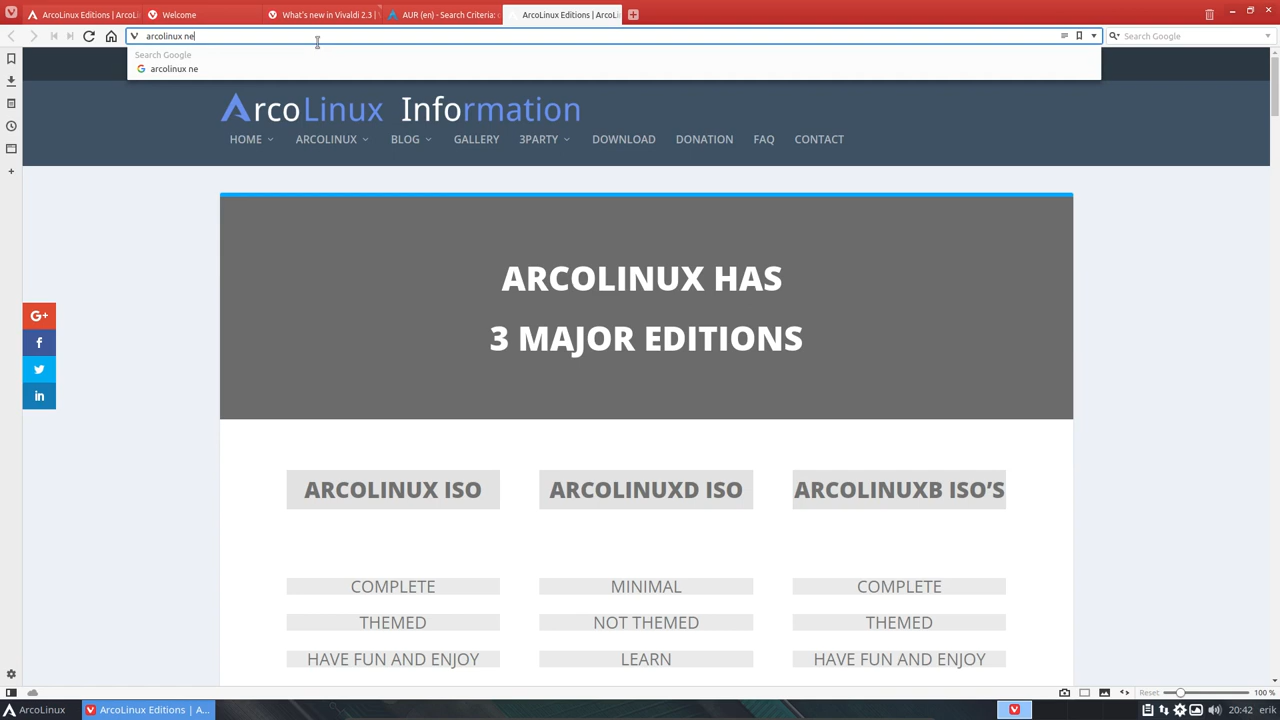 ArcoLinux Editions | ArcoLi
Welcome
What's new in Vivaldi 2.3 | V
AUR (en) - Search Criteria: c
ArcoLinux Editions | ArcoLi
arcolinux ne
Search Google
Search Google
arcolinux ne
ArcoLinux Information
HOME
ARCOLINUX
BLOG
GALLERY
3PARTY
DOWNLOAD
DONATION
FAQ
CONTACT
ARCOLINUX HAS
3 MAJOR EDITIONS
G+
f
in
ARCOLINUX ISO
ARCOLINUXD ISO
ARCOLINUXB ISO'S
COMPLETE
MINIMAL
COMPLETE
THEMED
NOT THEMED
THEMED
HAVE FUN AND ENJOY
LEARN
HAVE FUN AND ENJOY
Reset
100 %
ArcoLinux
ArcoLinux Editions | A...
20:42
erik